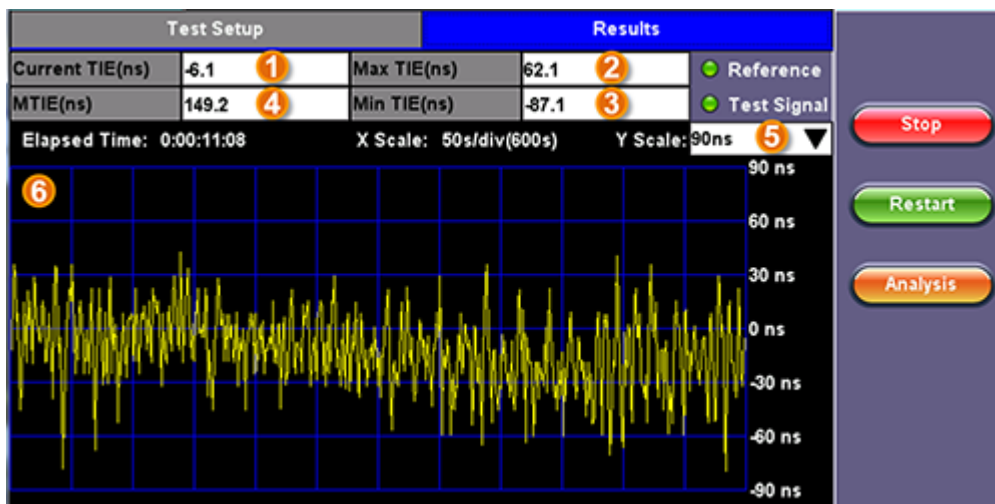 Test Setup Results
Current TIE(ns) -6.1 1 Max TIE(ns) 62.1 2 Reference
MTIE(ns) 149.2 4 Min TIE(ns) -87.1 3 Test Signal
Elapsed Time: 0:00:11:08 X Scale: 50s/div(600s) Y Scale: 90ns 5
Stop
6
90 ns
60 ns
Restart
30 ns
Analysis
0 ns
-30 ns
-60 ns
-90 ns